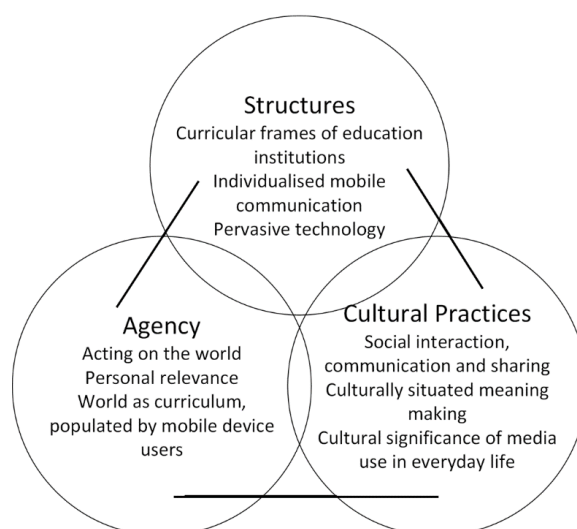 Structures
Curricular frames of education
institutions
Individualised mobile
communication
Pervasive technology
Agency
Acting on the world
Personal relevance
World as curriculum,
populated by mobile device
users
Cultural Practices
Social interaction,
communication and sharing
Culturally situated meaning
making
Cultural significance of media
use in everyday life